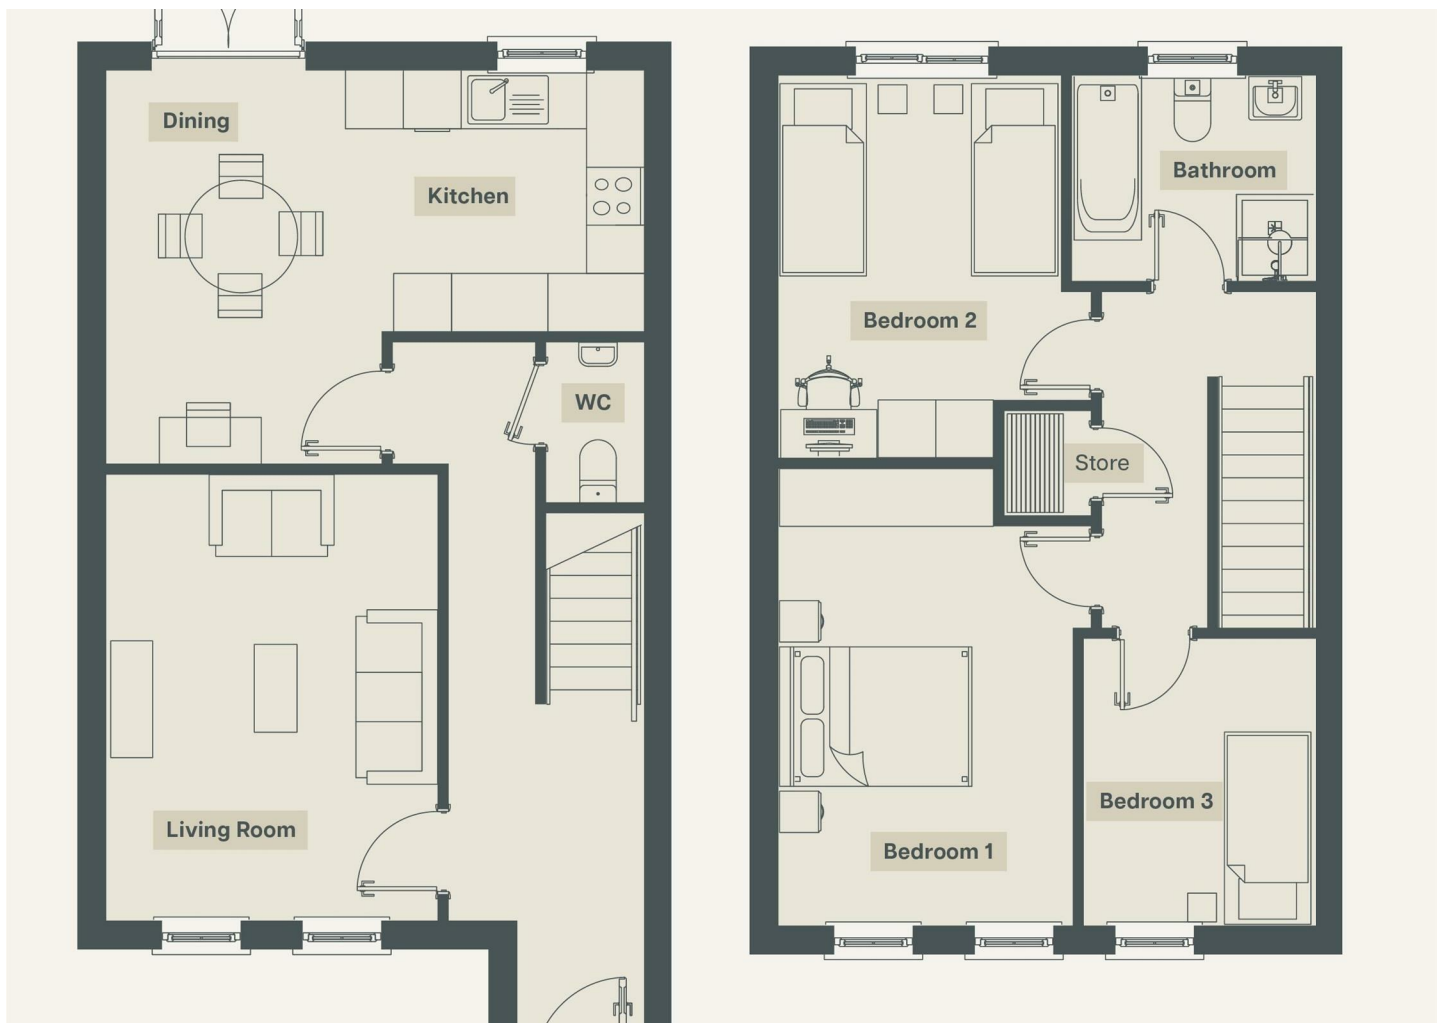 Dining
Kitchen
WC
Living Room
Bathroom
Bedroom 2
Store
Bedroom 3
Bedroom 1